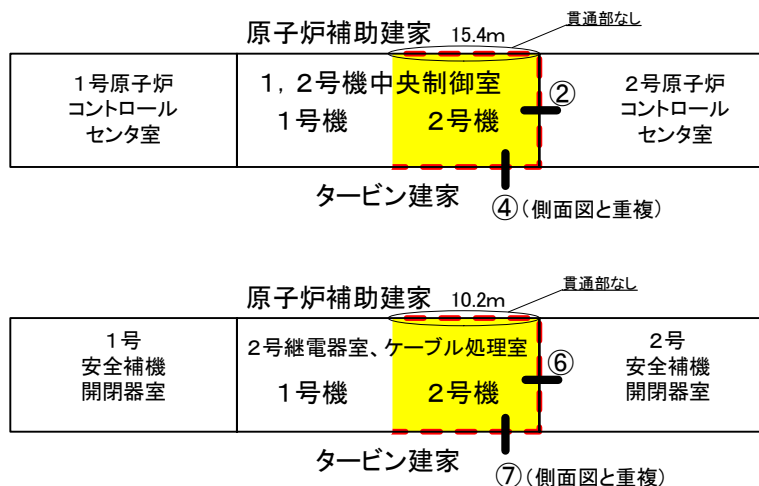 原子炉補助建家 15.4m 貫通部なし
1号原子炉
コントロール
センタ室
1,2号機中央制御室
1号機 2号機
②
2号原子炉
コントロール
センタ室
タービン建家
④(側面図と重複)
原子炉補助建家 10.2m 貫通部なし
1号
安全補機
開閉器室
2号継電器室、ケーブル処理室
1号機 2号機
⑥
2号
安全補機
開閉器室
タービン建家
⑦(側面図と重複)